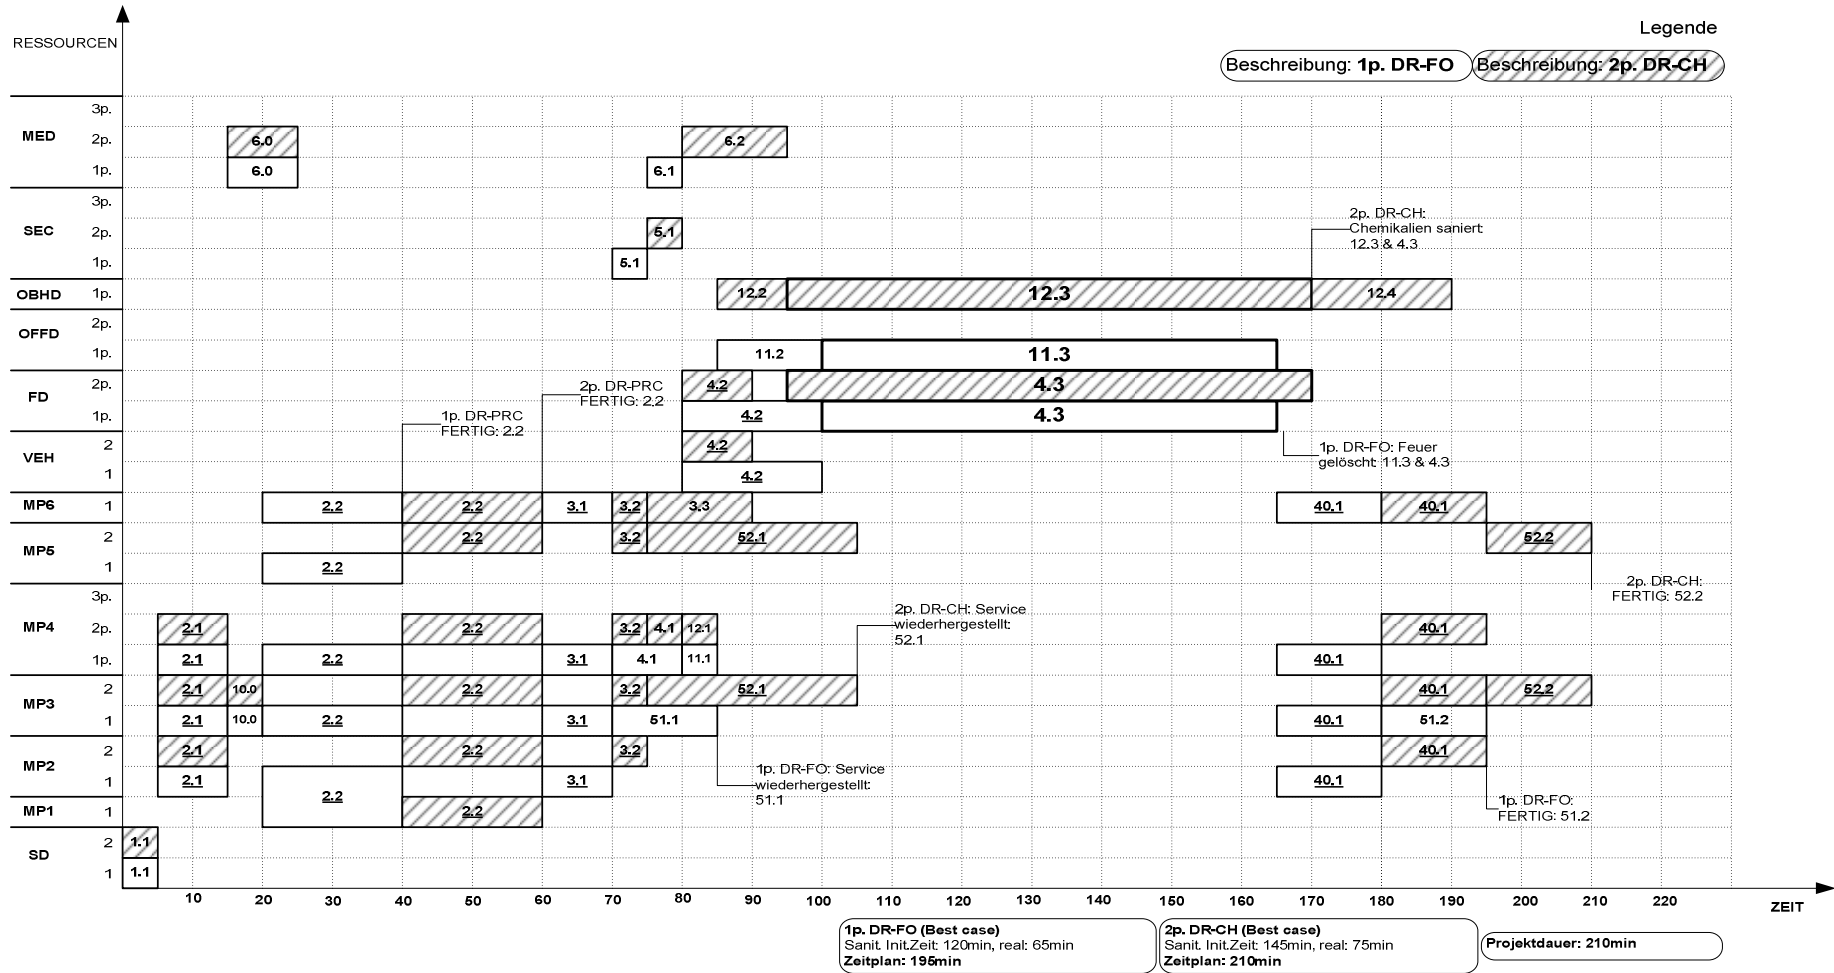 Legende
RESSOURCEN
Beschreibung: 1p. DR-FO
Beschreibung: 2p. DR-CH
3p.
MED 2p. 6.0 6.2
1p. 6.0 6.1
3p.
SEC 2p. 5.1
1p. 5.1
2p. DR-CH:
Chemikalien saniert:
12.3 & 4.3
OBHD 1p. 12.2 12.3 12.4
2p.
OFFD
1p. 11.2 11.3
FD 2p. 4.2 4.3
1p. 4.2 4.3
2p. DR-PRC
FERTIG: 2.2
1p. DR-PRC
FERTIG: 2.2
VEH 2 4.2
1 4.2
1p. DR-FO: Feuer
gelöscht: 11.3 & 4.3
MP6 1 2.2 2.2 3.1 3.2 3.3 40.1 40.1
MP5 2 2.2 3.2 52.1 52.2
1 2.2
2p. DR-CH:
FERTIG: 52.2
3p.
MP4 2p. 2.1 2.2 3.2 4.1 12.1 40.1
1p. 2.1 2.2 3.1 4.1 11.1 40.1
2p. DR-CH: Service
wiederhergestellt:
52.1
MP3 2 2.1 10.0 2.2 3.2 52.1 40.1 52.2
1 2.1 10.0 2.2 3.1 51.1 40.1 51.2
MP2 2 2.1 2.2 3.2 40.1
1 2.1 2.2 3.1 40.1
1p. DR-FO: Service
wiederhergestellt:
51.1
1p. DR-FO:
FERTIG: 51.2
MP1 1 2.2
SD 2 1.1
1 1.1
10 20 30 40 50 60 70 80 90 100 110 120 130 140 150 160 170 180 190 200 210 220
ZEIT
1p. DR-FO (Best case)
Sanit. Init.Zeit: 120min, real: 65min
Zeitplan: 195min
2p. DR-CH (Best case)
Sanit. Init.Zeit: 145min, real: 75min
Zeitplan: 210min
Projektdauer: 210min